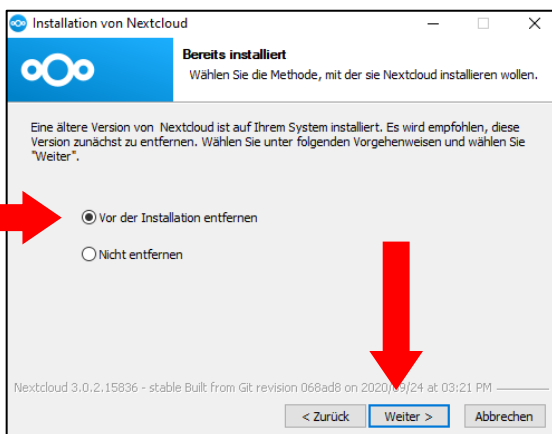 Installation von Nextcloud
Bereits installiert
Wählen Sie die Methode, mit der sie Nextcloud installieren wollen.
Eine ältere Version von Nextcloud ist auf Ihrem System installiert. Es wird empfohlen, diese
Version zunächst zu entfernen. Wählen Sie unter folgenden Vorgehenweisen und wählen Sie
"Weiter".
Vor der Installation entfernen
Nicht entfernen
Nextcloud 3.0.2.15836 - stable Built from Git revision 068ad8 on 2020/09/24 at 03:21 PM
< Zurück
Weiter >
Abbrechen